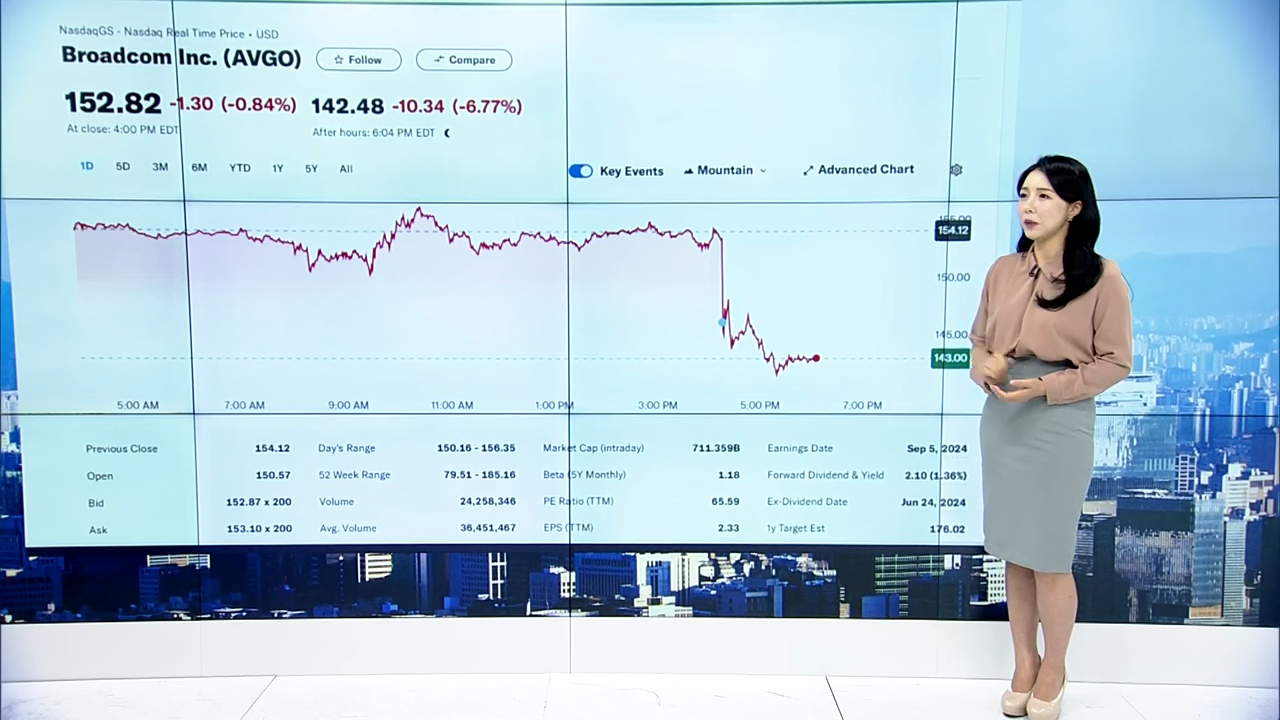 NasdaqGS - Nasdaq Real Time Price • USD
Broadcom Inc. (AVGO)
Follow
Compare
152.82 -1.30 (-0.84%) 142.48 -10.34 (-6.77%)
At close: 4:00 PM EDT
After hours: 6:04 PM EDT
1D 5D 3M 6M YTD 1Y 5Y All
Key Events
Mountain
Advanced Chart
155.00
154.12
150.00
145.00
143.00
5:00 AM 7:00 AM 9:00 AM 11:00 AM 1:00 PM 3:00 PM 5:00 PM 7:00 PM
Previous Close 154.12 Day's Range 150.16 - 156.35 Market Cap (intraday) 711.359B Earnings Date Sep 5, 2024
Open 150.57 52 Week Range 79.51 - 185.16 Beta (5Y Monthly) 1.18 Forward Dividend & Yield 2.10 (1.36%)
Bid 152.87 x 200 Volume 24,258,346 PE Ratio (TTM) 65.59 Ex-Dividend Date Jun 24, 2024
Ask 153.10 x 200 Avg. Volume 36,451,467 EPS (TTM) 2.33 1y Target Est 176.02